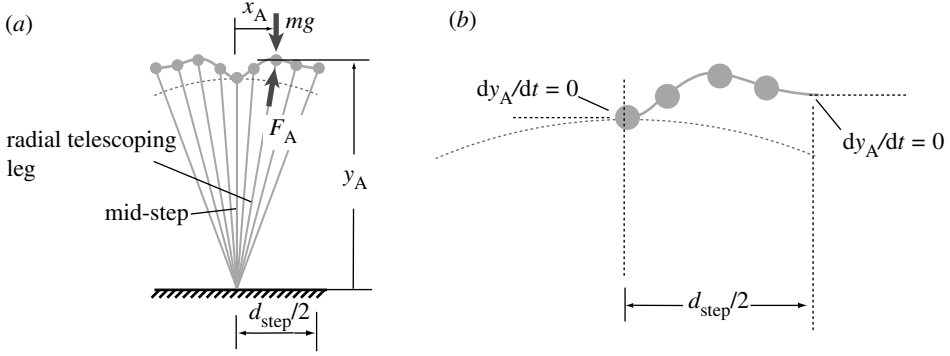 (a)
x_A
mg
F_A
radial telescoping
leg
y_A
mid-step
d_step/2
(b)
dy_A/dt = 0
dy_A/dt = 0
d_step/2